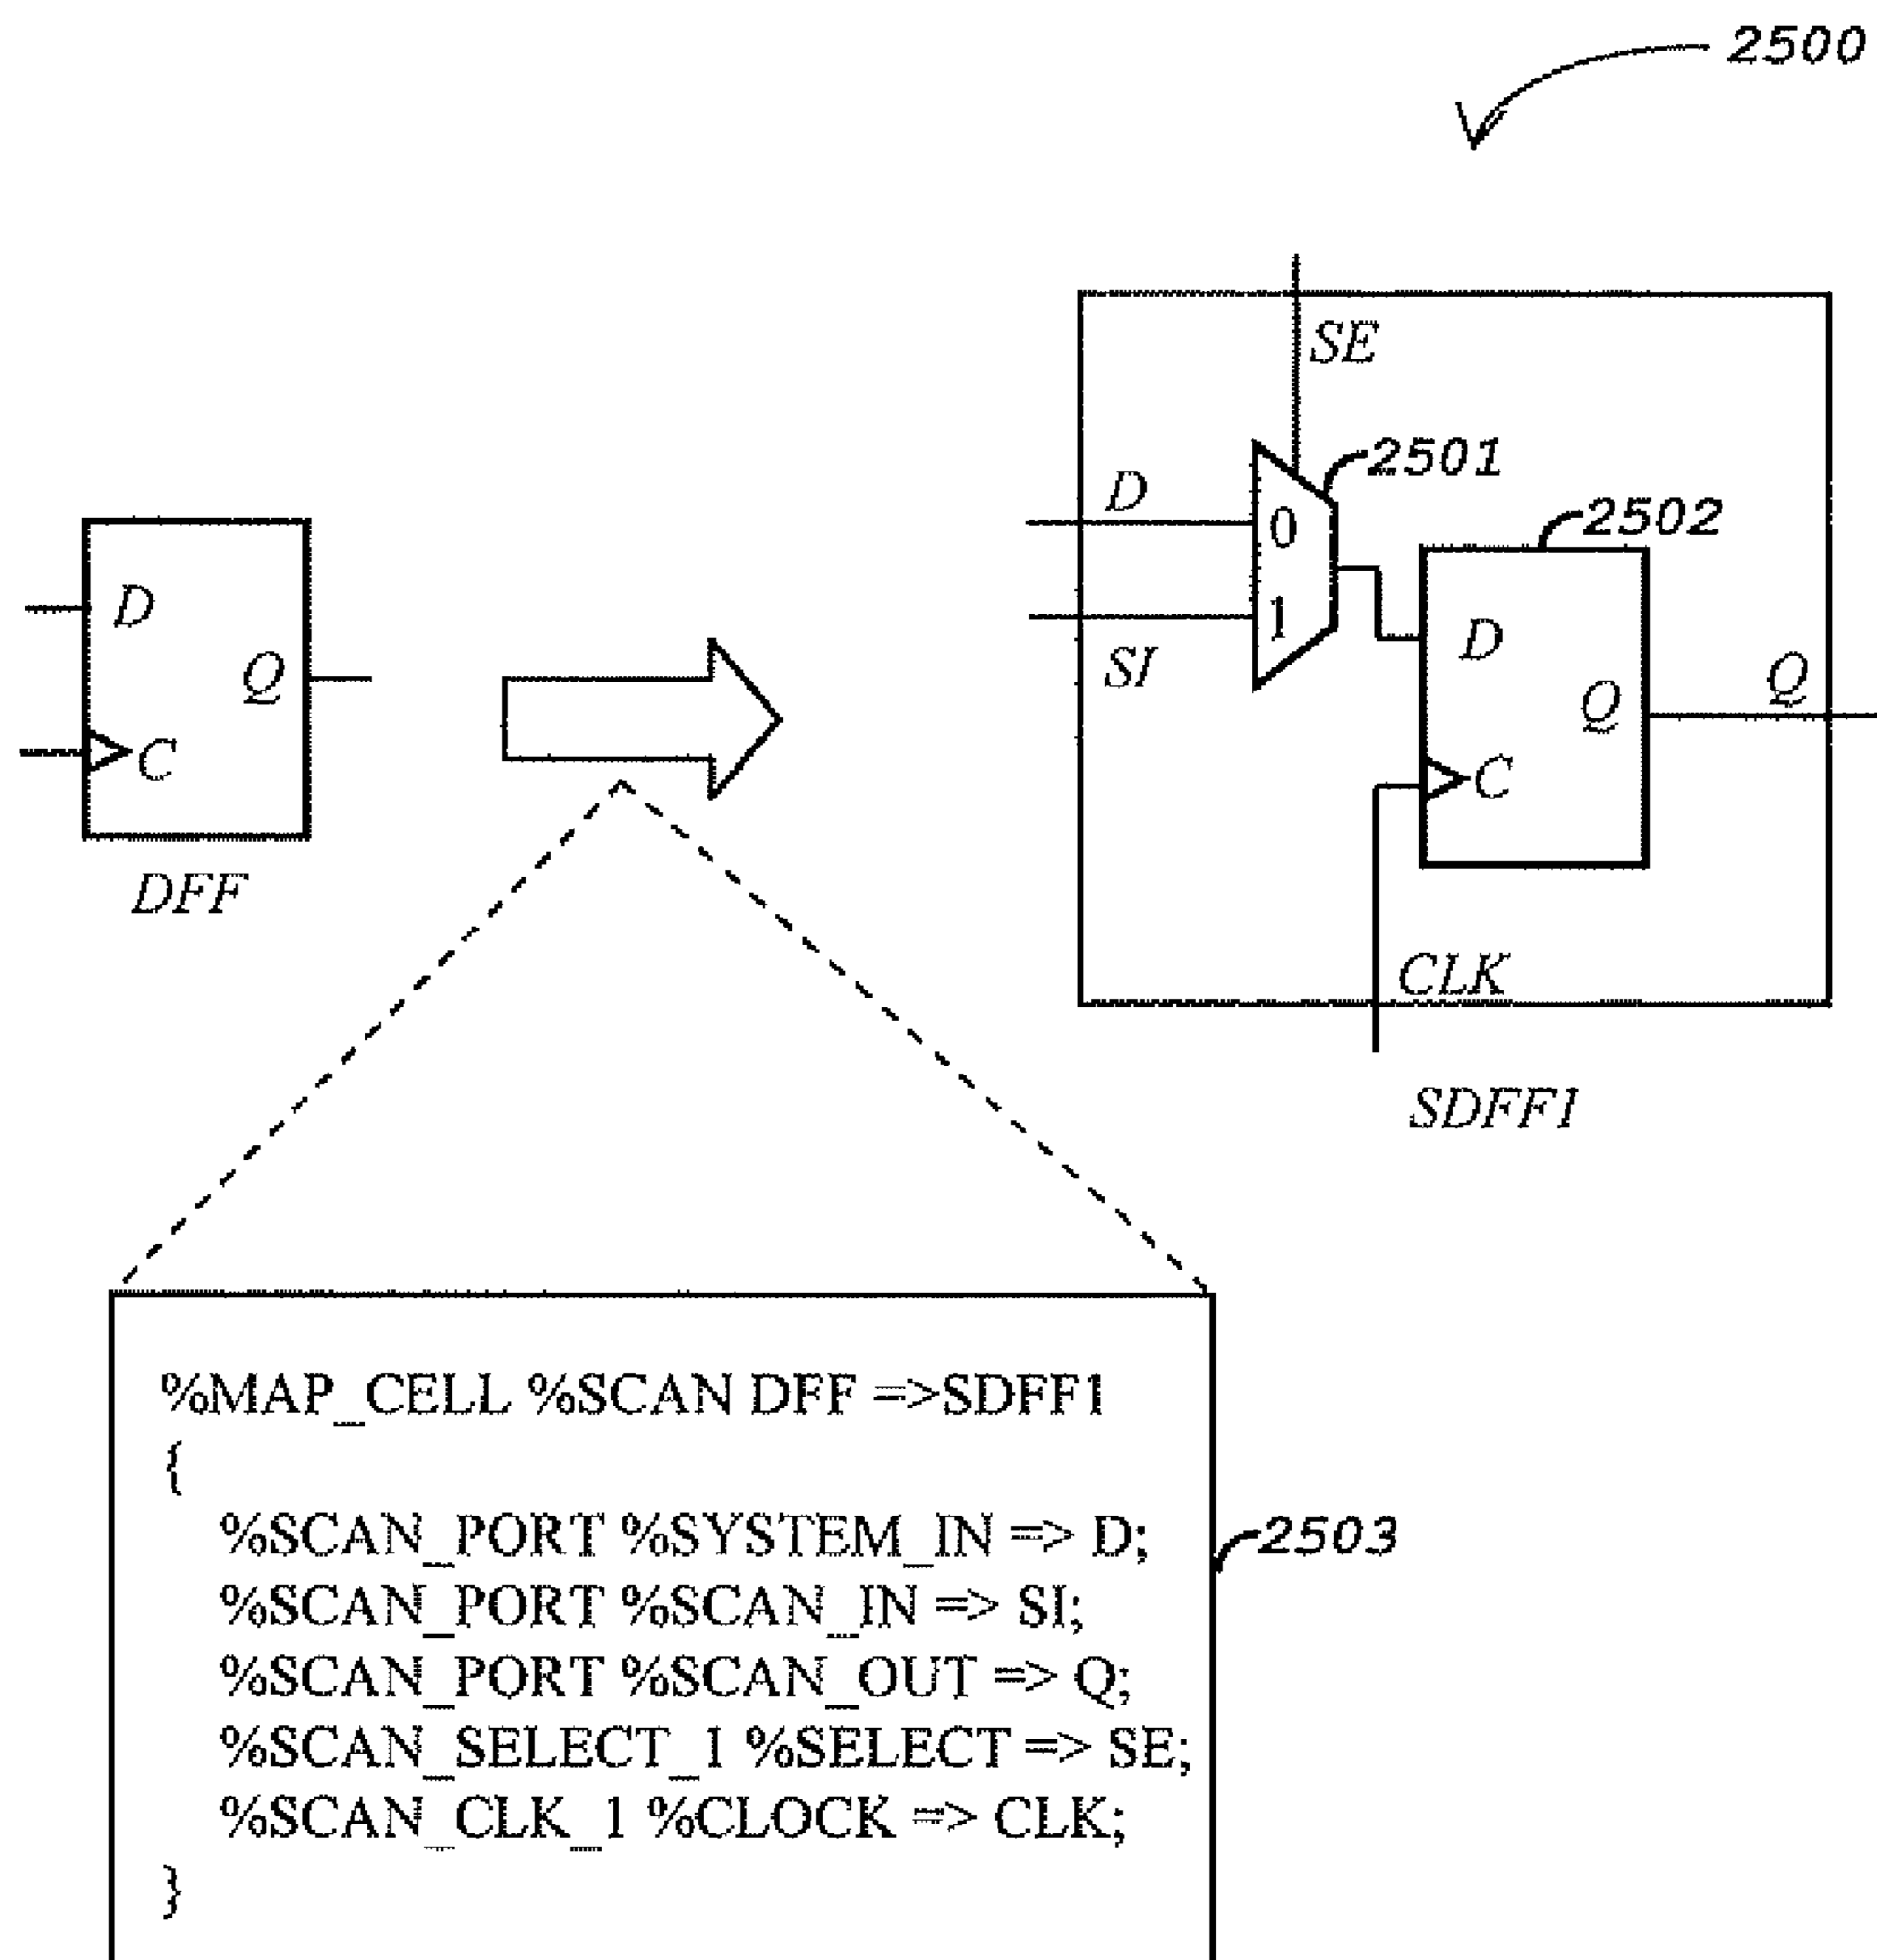 2500
SE
2501
D
0
2502
D
1
D
SI
Q
Q
Q
C
C
DFF
CLK
SDFF1
%MAP_CELL %SCAN DFF =>SDFF1
{
%SCAN_PORT %SYSTEM_IN => D;
2503
%SCAN_PORT %SCAN_IN => SI;
%SCAN_PORT %SCAN_OUT => Q;
%SCAN_SELECT_1 %SELECT => SE;
%SCAN_CLK_1 %CLOCK => CLK;
}